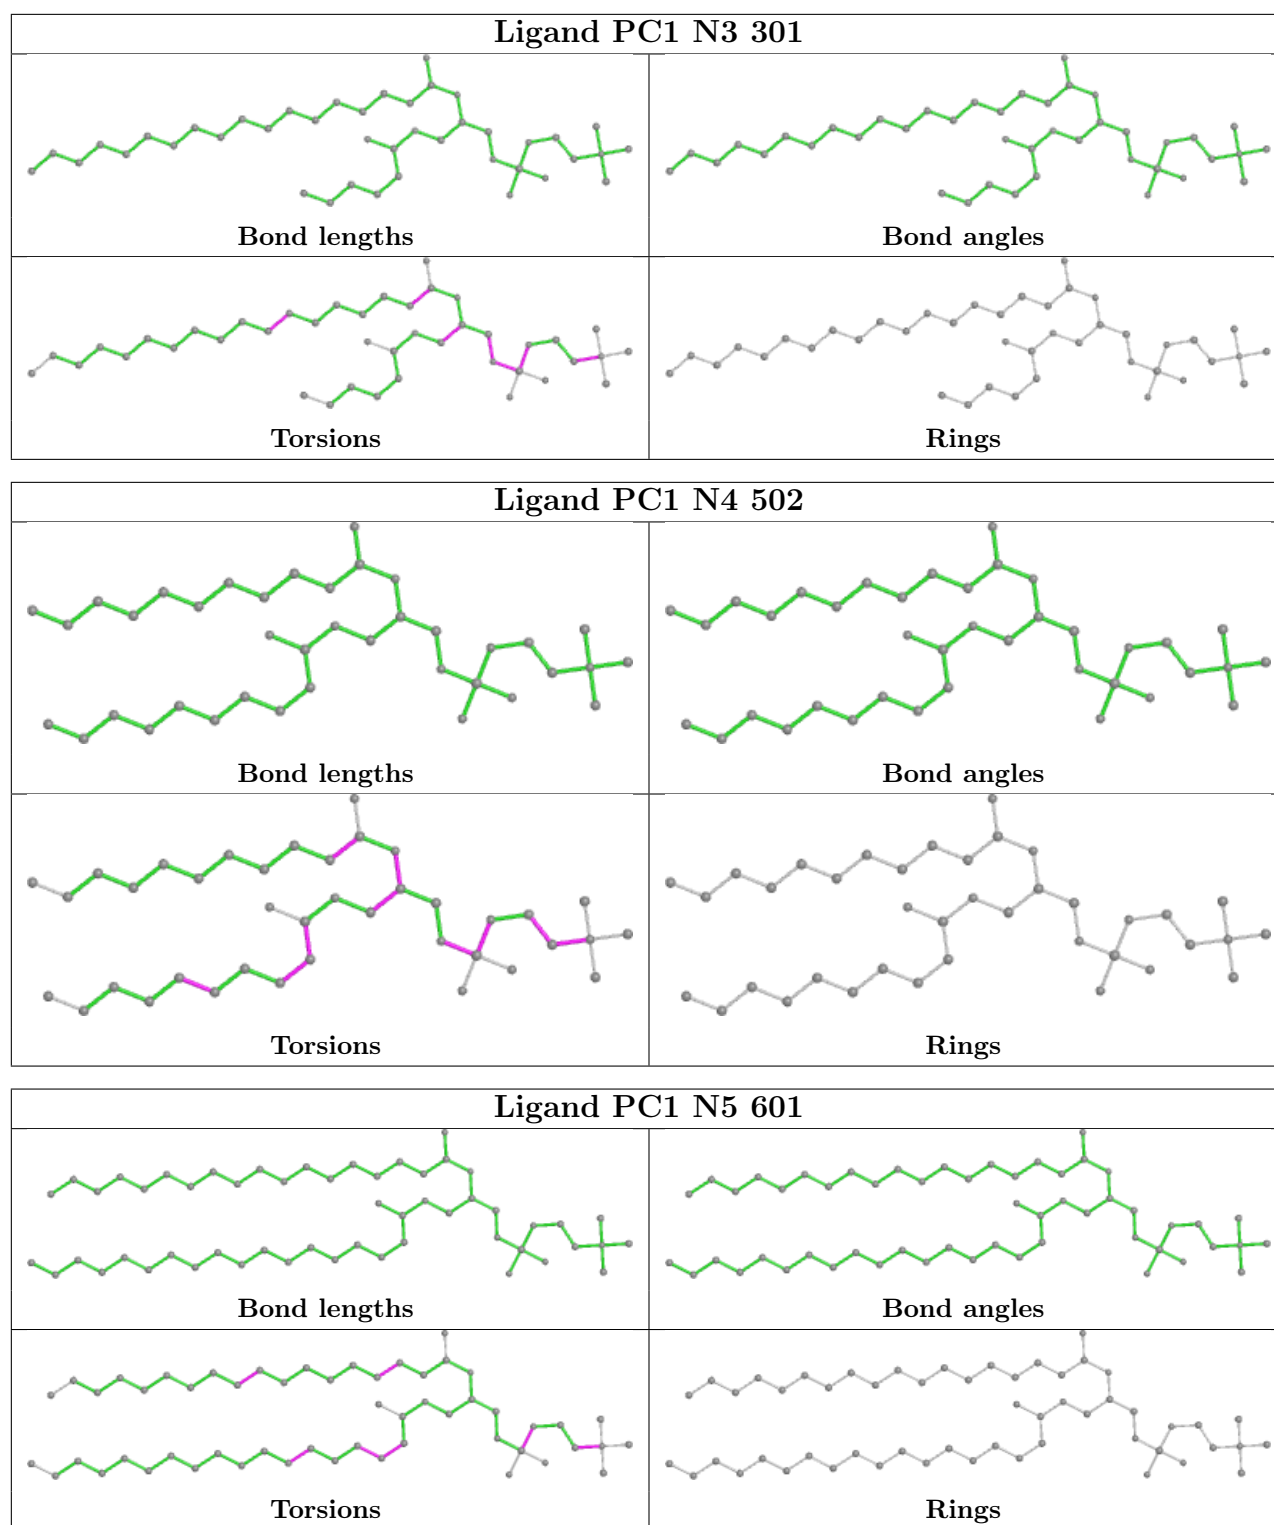 Ligand PC1 N3 301
Bond lengths
Bond angles
Torsions
Rings
Ligand PC1 N4 502
Bond lengths
Bond angles
Torsions
Rings
Ligand PC1 N5 601
Bond lengths
Bond angles
Torsions
Rings